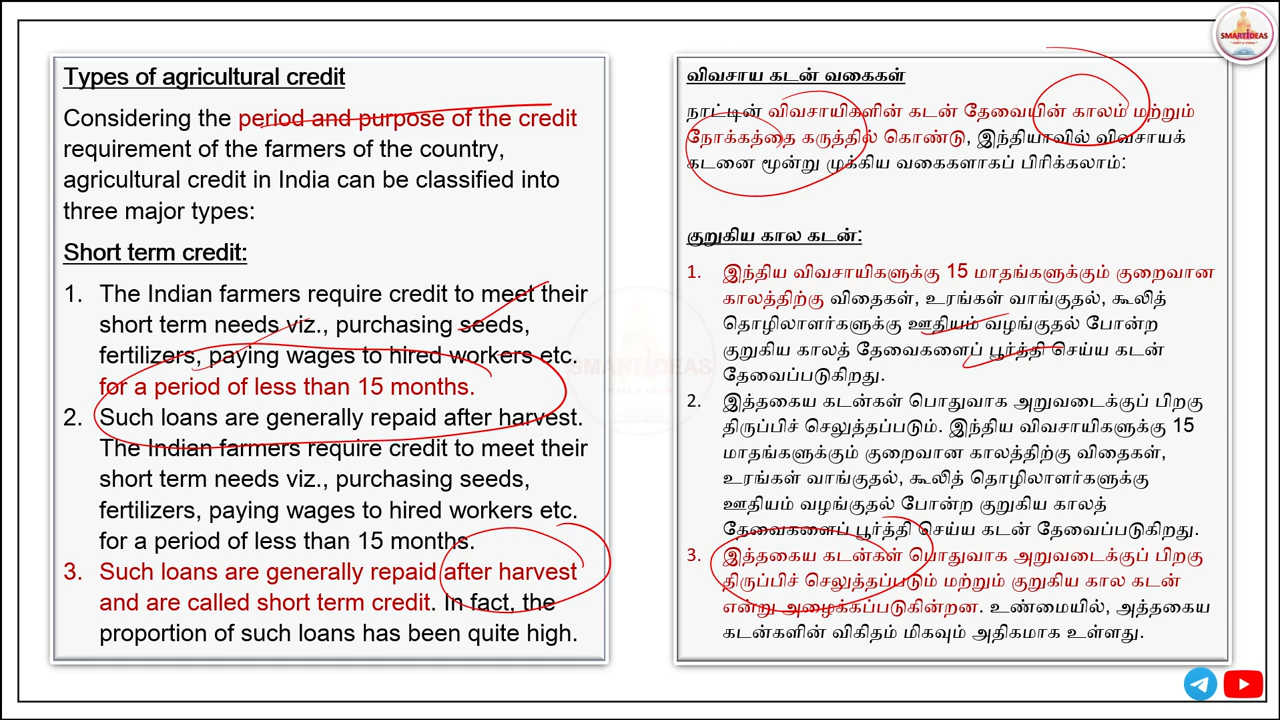 SMARTIDEAS
Types of agricultural credit
Considering the period and purpose of the credit
requirement of the farmers of the country,
agricultural credit in India can be classified into
three major types:
Short term credit:
1. The Indian farmers require credit to meet their
short term needs viz., purchasing seeds,
fertilizers, paying wages to hired workers etc.
for a period of less than 15 months.
2. Such loans are generally repaid after harvest.
The Indian farmers require credit to meet their
short term needs viz., purchasing seeds,
fertilizers, paying wages to hired workers etc.
for a period of less than 15 months.
3. Such loans are generally repaid after harvest
and are called short term credit. In fact, the
proportion of such loans has been quite high.
விவசாய கடன் வகைகள்
நாட்டின் விவசாயிகளின் கடன் தேவையின் காலம் மற்றும்
நோக்கத்தை கருத்தில் கொண்டு, இந்தியாவில் விவசாயக்
கடனை மூன்று முக்கிய வகைகளாகப் பிரிக்கலாம்:
குறுகிய கால கடன்:
1. இந்திய விவசாயிகளுக்கு 15 மாதங்களுக்கும் குறைவான
காலத்திற்கு விதைகள், உரங்கள் வாங்குதல், கூலித்
தொழிலாளர்களுக்கு ஊதியம் வழங்குதல் போன்ற
குறுகிய காலத் தேவைகளைப் பூர்த்தி செய்ய கடன்
தேவைப்படுகிறது.
2. இத்தகைய கடன்கள் பொதுவாக அறுவடைக்குப் பிறகு
திருப்பிச் செலுத்தப்படும். இந்திய விவசாயிகளுக்கு 15
மாதங்களுக்கும் குறைவான காலத்திற்கு விதைகள்,
உரங்கள் வாங்குதல், கூலித் தொழிலாளர்களுக்கு
ஊதியம் வழங்குதல் போன்ற குறுகிய காலத்
தேவைகளைப் பூர்த்தி செய்ய கடன் தேவைப்படுகிறது.
3. இத்தகைய கடன்கள் பொதுவாக அறுவடைக்குப் பிறகு
திருப்பிச் செலுத்தப்படும் மற்றும் குறுகிய கால கடன்
என்று அழைக்கப்படுகின்றன. உண்மையில், அத்தகைய
கடன்களின் விகிதம் மிகவும் அதிகமாக உள்ளது.
SMARTIDEAS